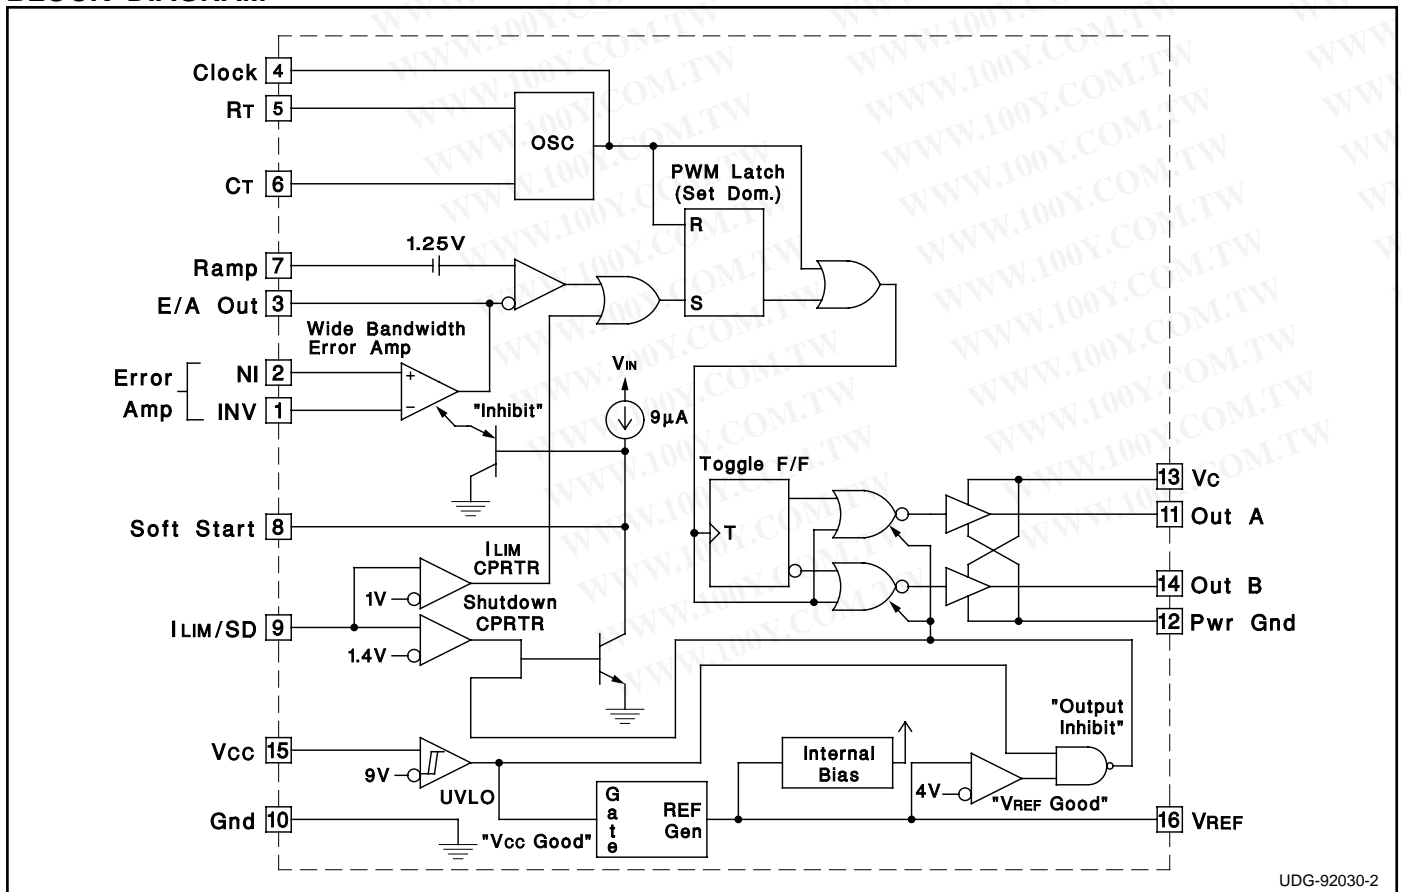 Clock 4
RT 5
OSC
CT 6
PWM Latch
(Set Dom.)
R
S
1.25V
Ramp 7
E/A Out 3
Wide Bandwidth
Error Amp
Error
Amp
NI 2
INV 1
+
−
"Inhibit"
VIN
9µA
Toggle F/F
T
13 VC
11 Out A
14 Out B
12 Pwr Gnd
Soft Start 8
ILIM
CPRTR
1V
Shutdown
CPRTR
ILIM/SD 9
1.4V
"Output
Inhibit"
VCC 15
9V
UVLO
Internal
Bias
4V
"VREF Good"
Gnd 10
"VCC Good"
Gate
REF
Gen
16 VREF
UDG-92030-2
WWW.100Y.COM.TW